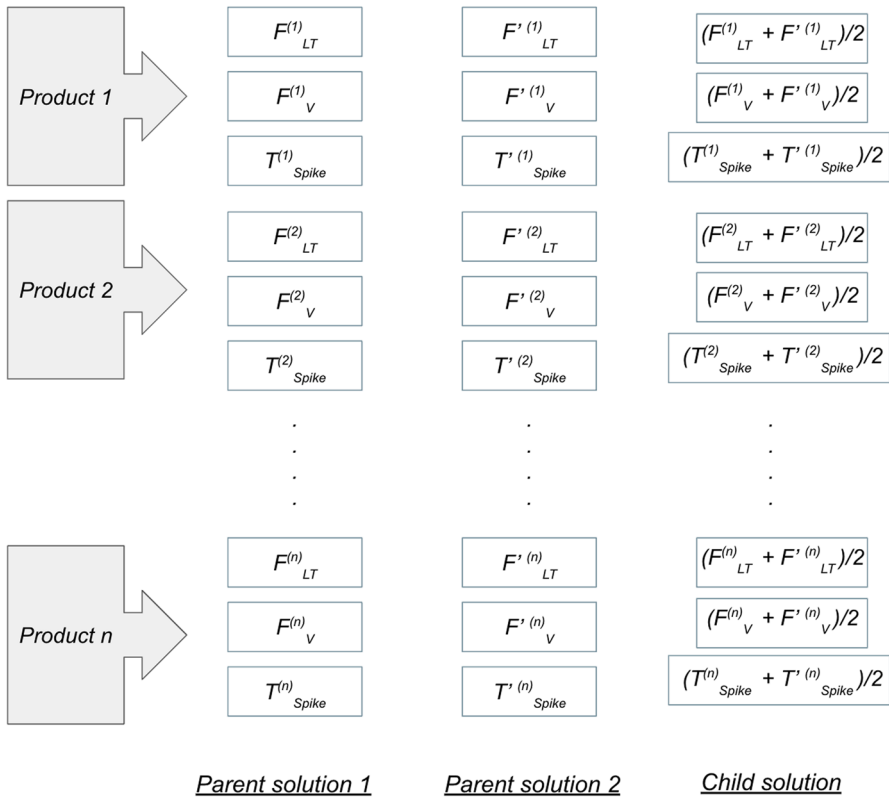 Product 1
F(1)LT
F'(1)LT
(F(1)LT + F'(1)LT)/2
F(1)V
F'(1)V
(F(1)V + F'(1)V)/2
T(1)Spike
T'(1)Spike
(T(1)Spike + T'(1)Spike)/2
Product 2
F(2)LT
F'(2)LT
(F(2)LT + F'(2)LT)/2
F(2)V
F'(2)V
(F(2)V + F'(2)V)/2
T(2)Spike
T'(2)Spike
(T(2)Spike + T'(2)Spike)/2
. . .
. . .
. . .
. . .
Product n
F(n)LT
F'(n)LT
(F(n)LT + F'(n)LT)/2
F(n)V
F'(n)V
(F(n)V + F'(n)V)/2
T(n)Spike
T'(n)Spike
(T(n)Spike + T'(n)Spike)/2
Parent solution 1
Parent solution 2
Child solution